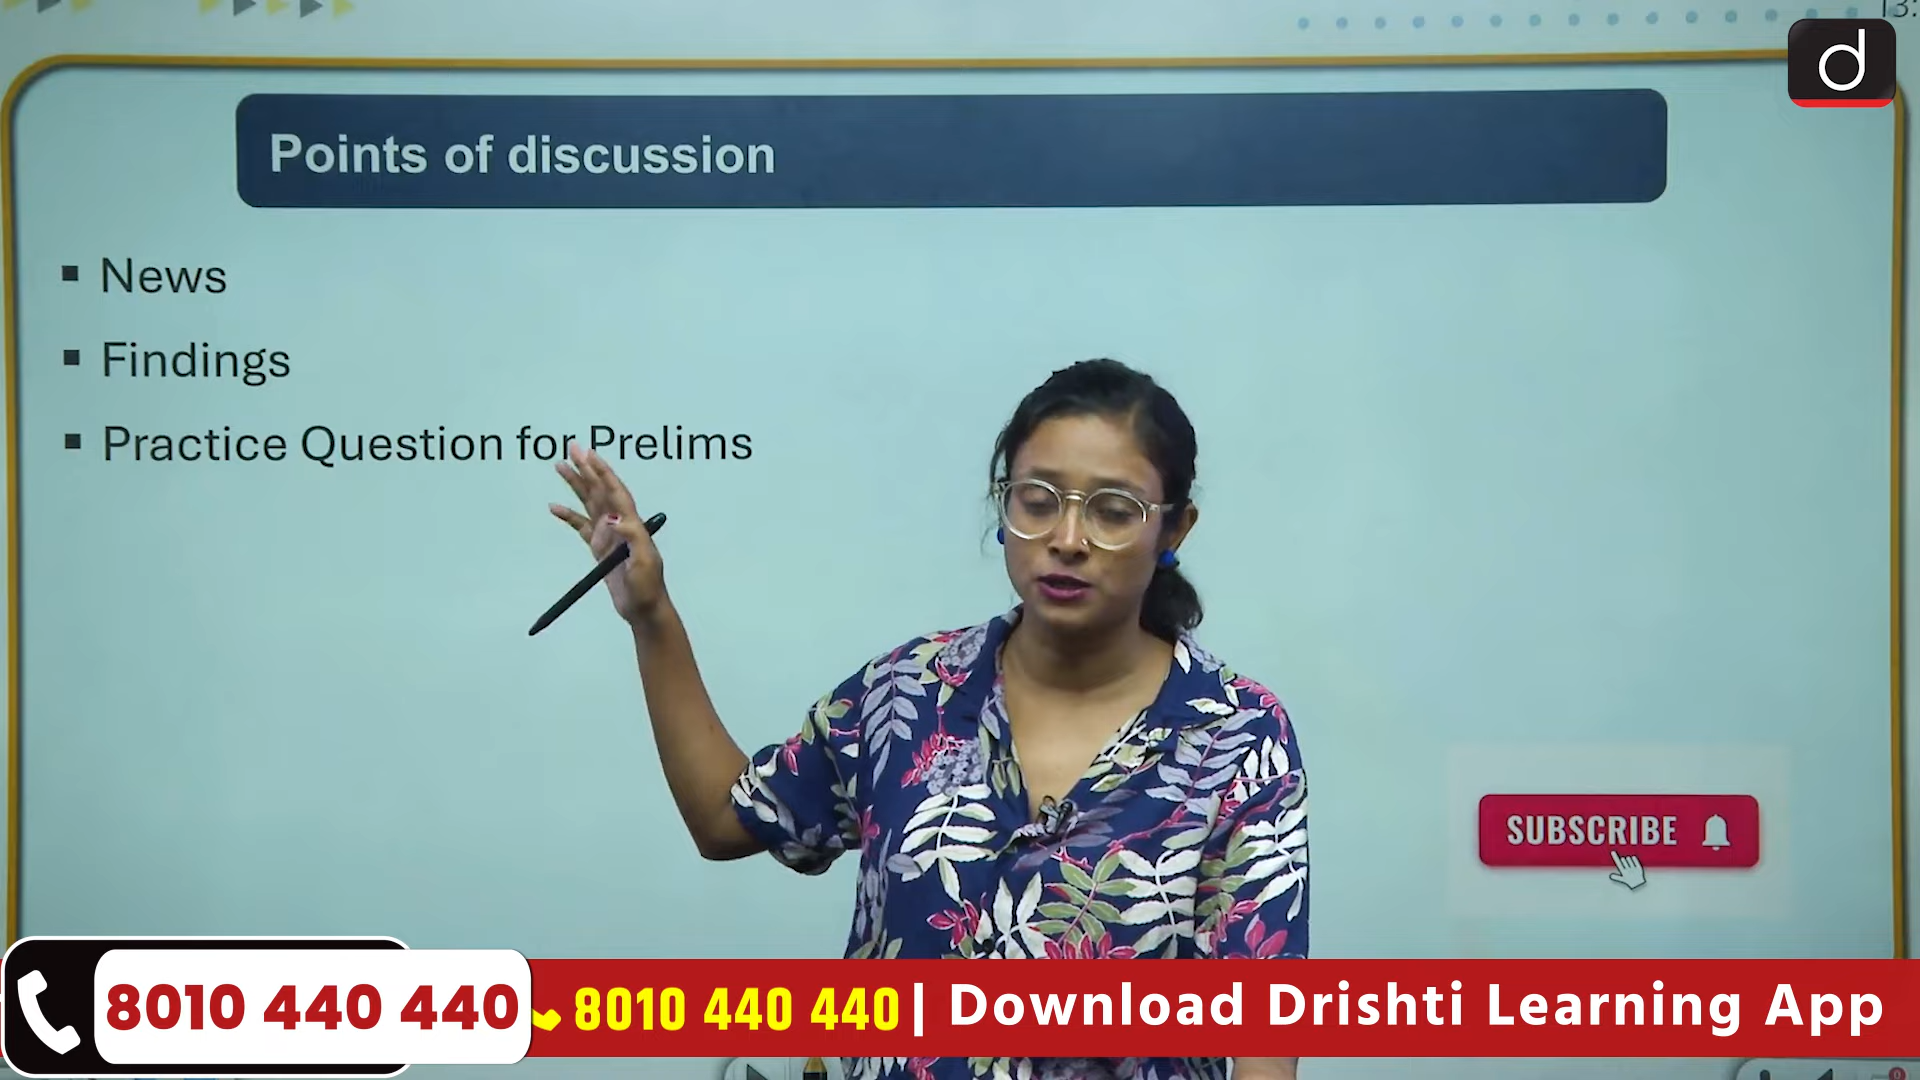 Points of discussion
News
Findings
Practice Question for Prelims
SUBSCRIBE
8010 440 440
8010 440 440 | Download Drishti Learning App